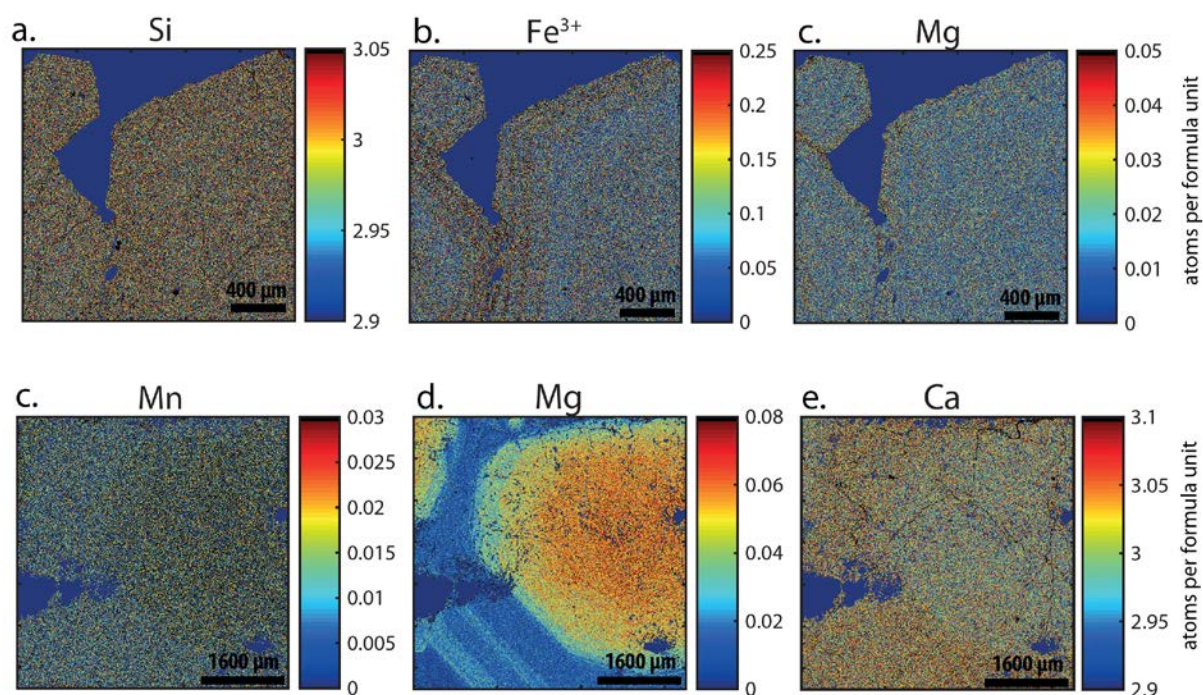 a. Si
3.05
3
2.95
2.9
400 µm
b. Fe³⁺
0.25
0.2
0.15
0.1
0.05
0
400 µm
c. Mg
0.05
0.04
0.03
0.02
0.01
0
400 µm
atoms per formula unit
c. Mn
0.03
0.025
0.02
0.015
0.01
0.005
0
1600 µm
d. Mg
0.08
0.06
0.04
0.02
0
1600 µm
e. Ca
3.1
3.05
3
2.95
2.9
1600 µm
atoms per formula unit